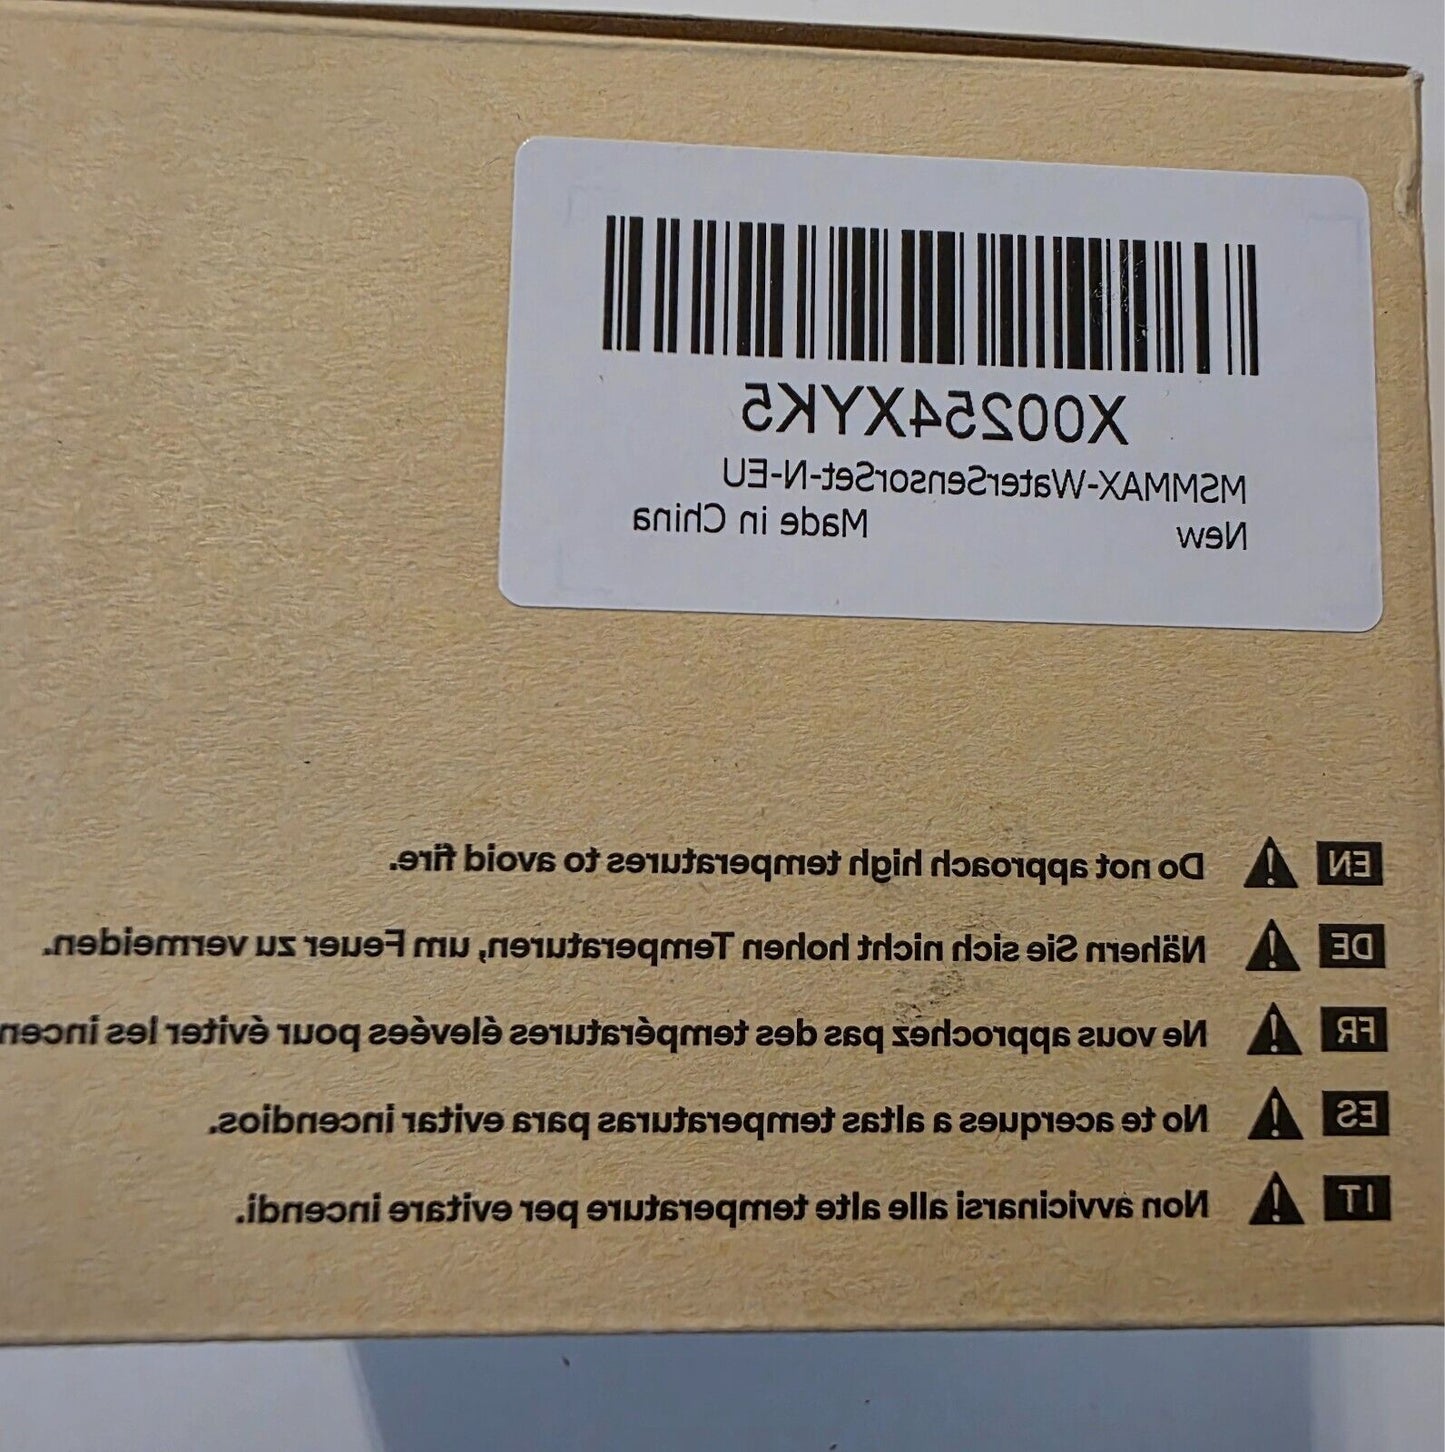 X00254XYK5
MSMMAX-WaterSensorSet-N-EU
New Made in China
EN Do not approach high temperatures to avoid fire.
DE Nähern Sie sich nicht hohen Temperaturen, um Feuer zu vermeiden.
FR Ne vous approchez pas des températures élevées pour éviter les incen
ES No te acerques a altas temperaturas para evitar incendios.
IT Non avvicinarsi alle alte temperature per evitare incendi.